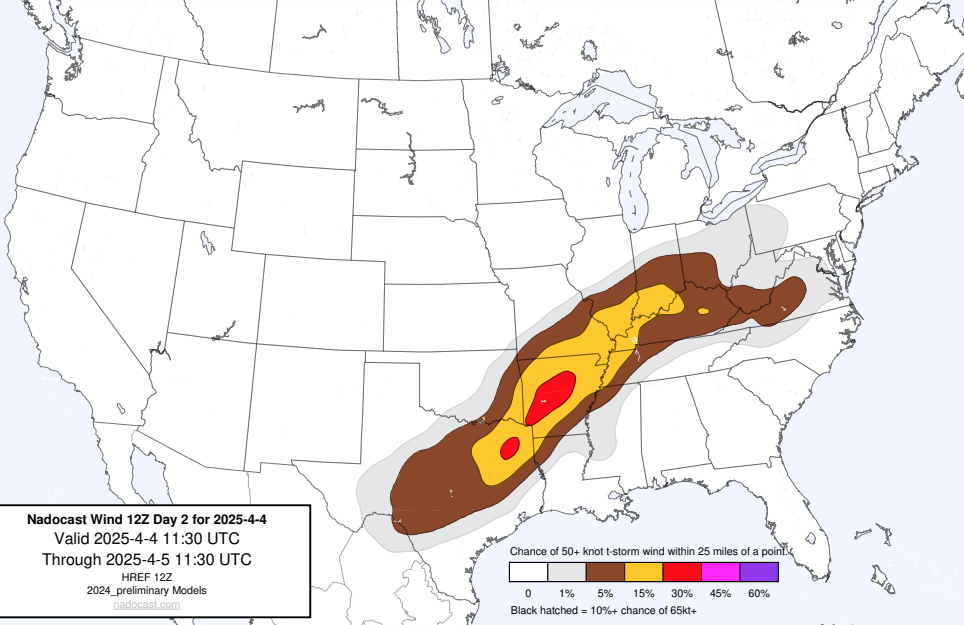 Nadocast Wind 12Z Day 2 for 2025-4-4
Valid 2025-4-4 11:30 UTC
Through 2025-4-5 11:30 UTC
HREF 12Z
2024_preliminary Models
nadocast.com
Chance of 50+ knot t-storm wind within 25 miles of a point.
0 1% 5% 15% 30% 45% 60%
Black hatched = 10%+ chance of 65kt+